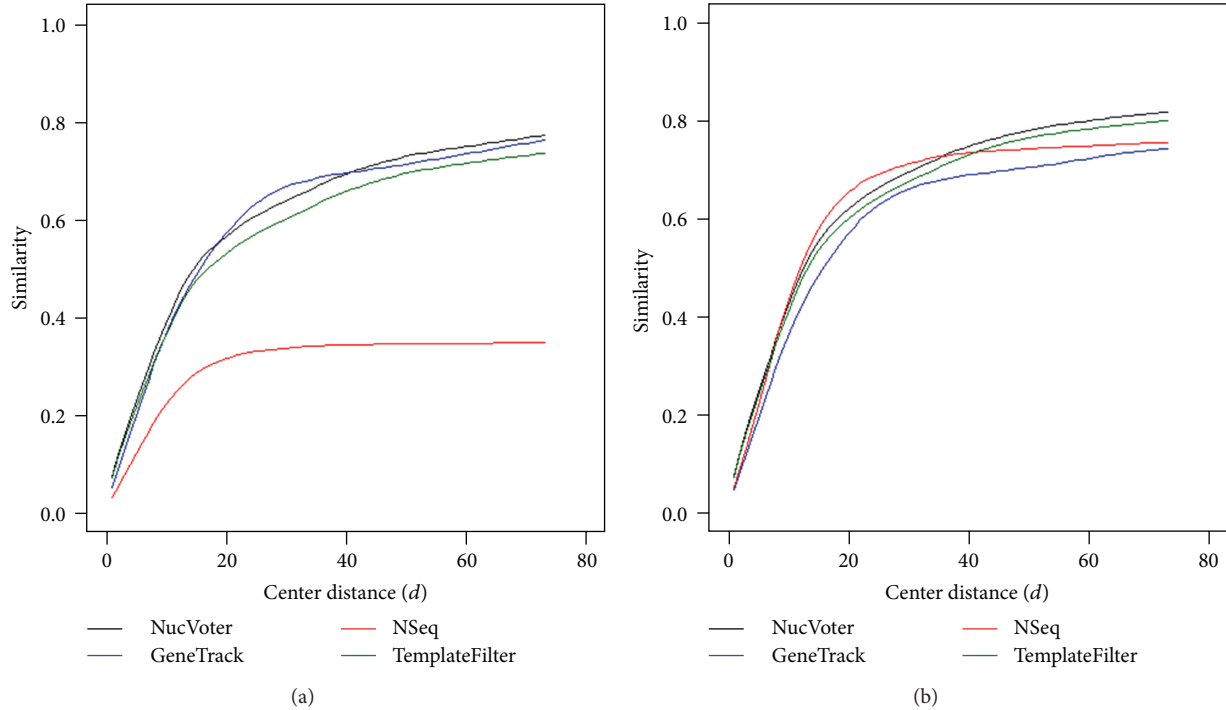 1.0
0.8
0.6
0.4
0.2
0.0
Similarity
0 20 40 60 80
Center distance (d)
NucVoter NSeq
GeneTrack TemplateFilter
(a)
1.0
0.8
0.6
0.4
0.2
0.0
Similarity
0 20 40 60 80
Center distance (d)
NucVoter NSeq
GeneTrack TemplateFilter
(b)